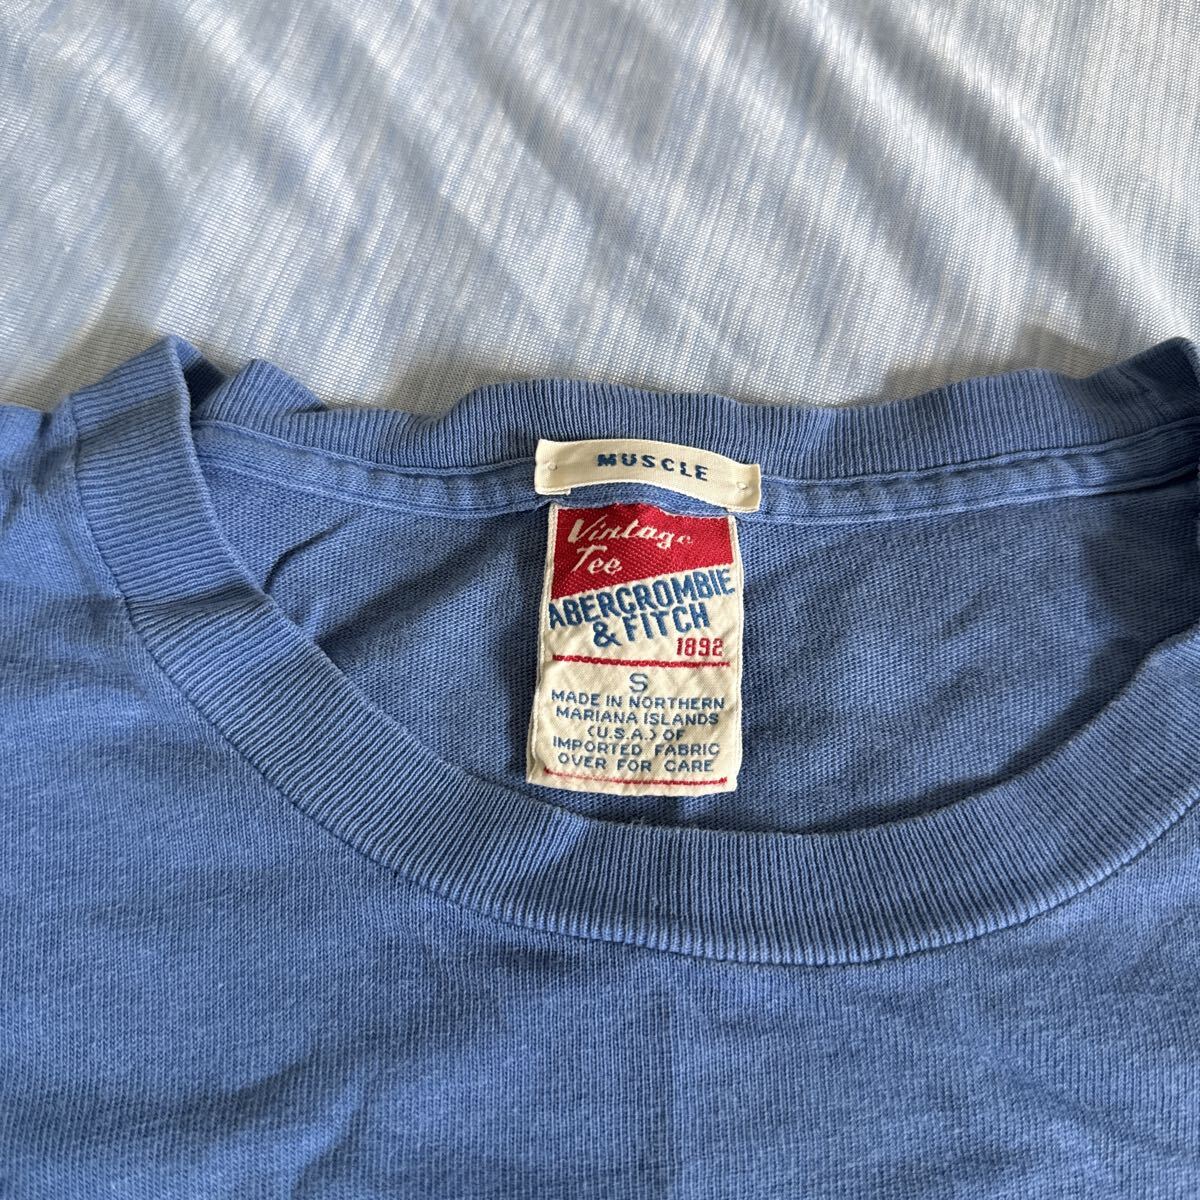 MUSCLE
Vintage
Tee
ABERCROMBIE
& FITCH
1892
S
MADE IN NORTHERN
MARIANA ISLANDS
(U.S.A.) OF
IMPORTED FABRIC
OVER FOR CARE